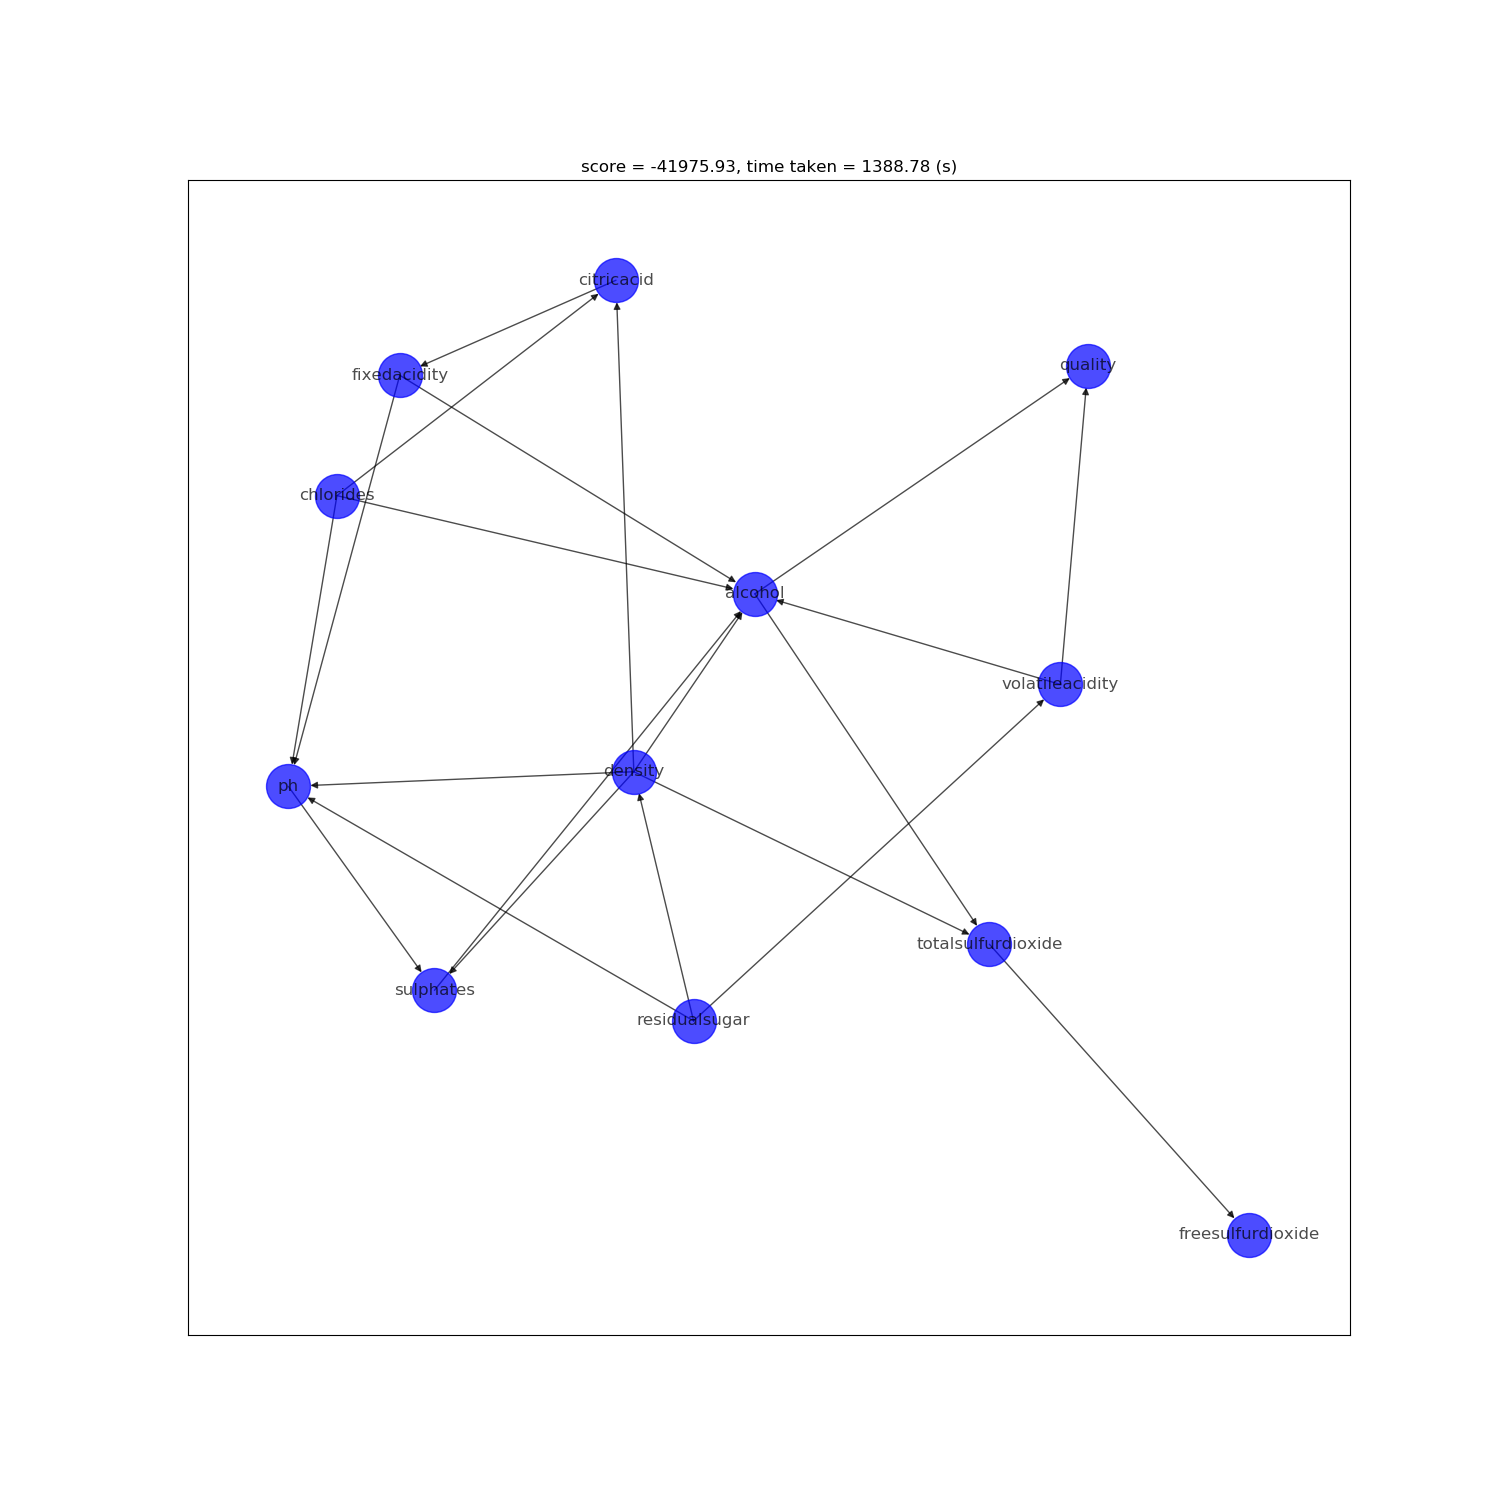 score = -41975.93, time taken = 1388.78 (s)
citricacid
quality
fixedacidity
chlorides
alcohol
volatileacidity
density
ph
totalsulfurdioxide
sulphates
residualsugar
freesulfurdioxide